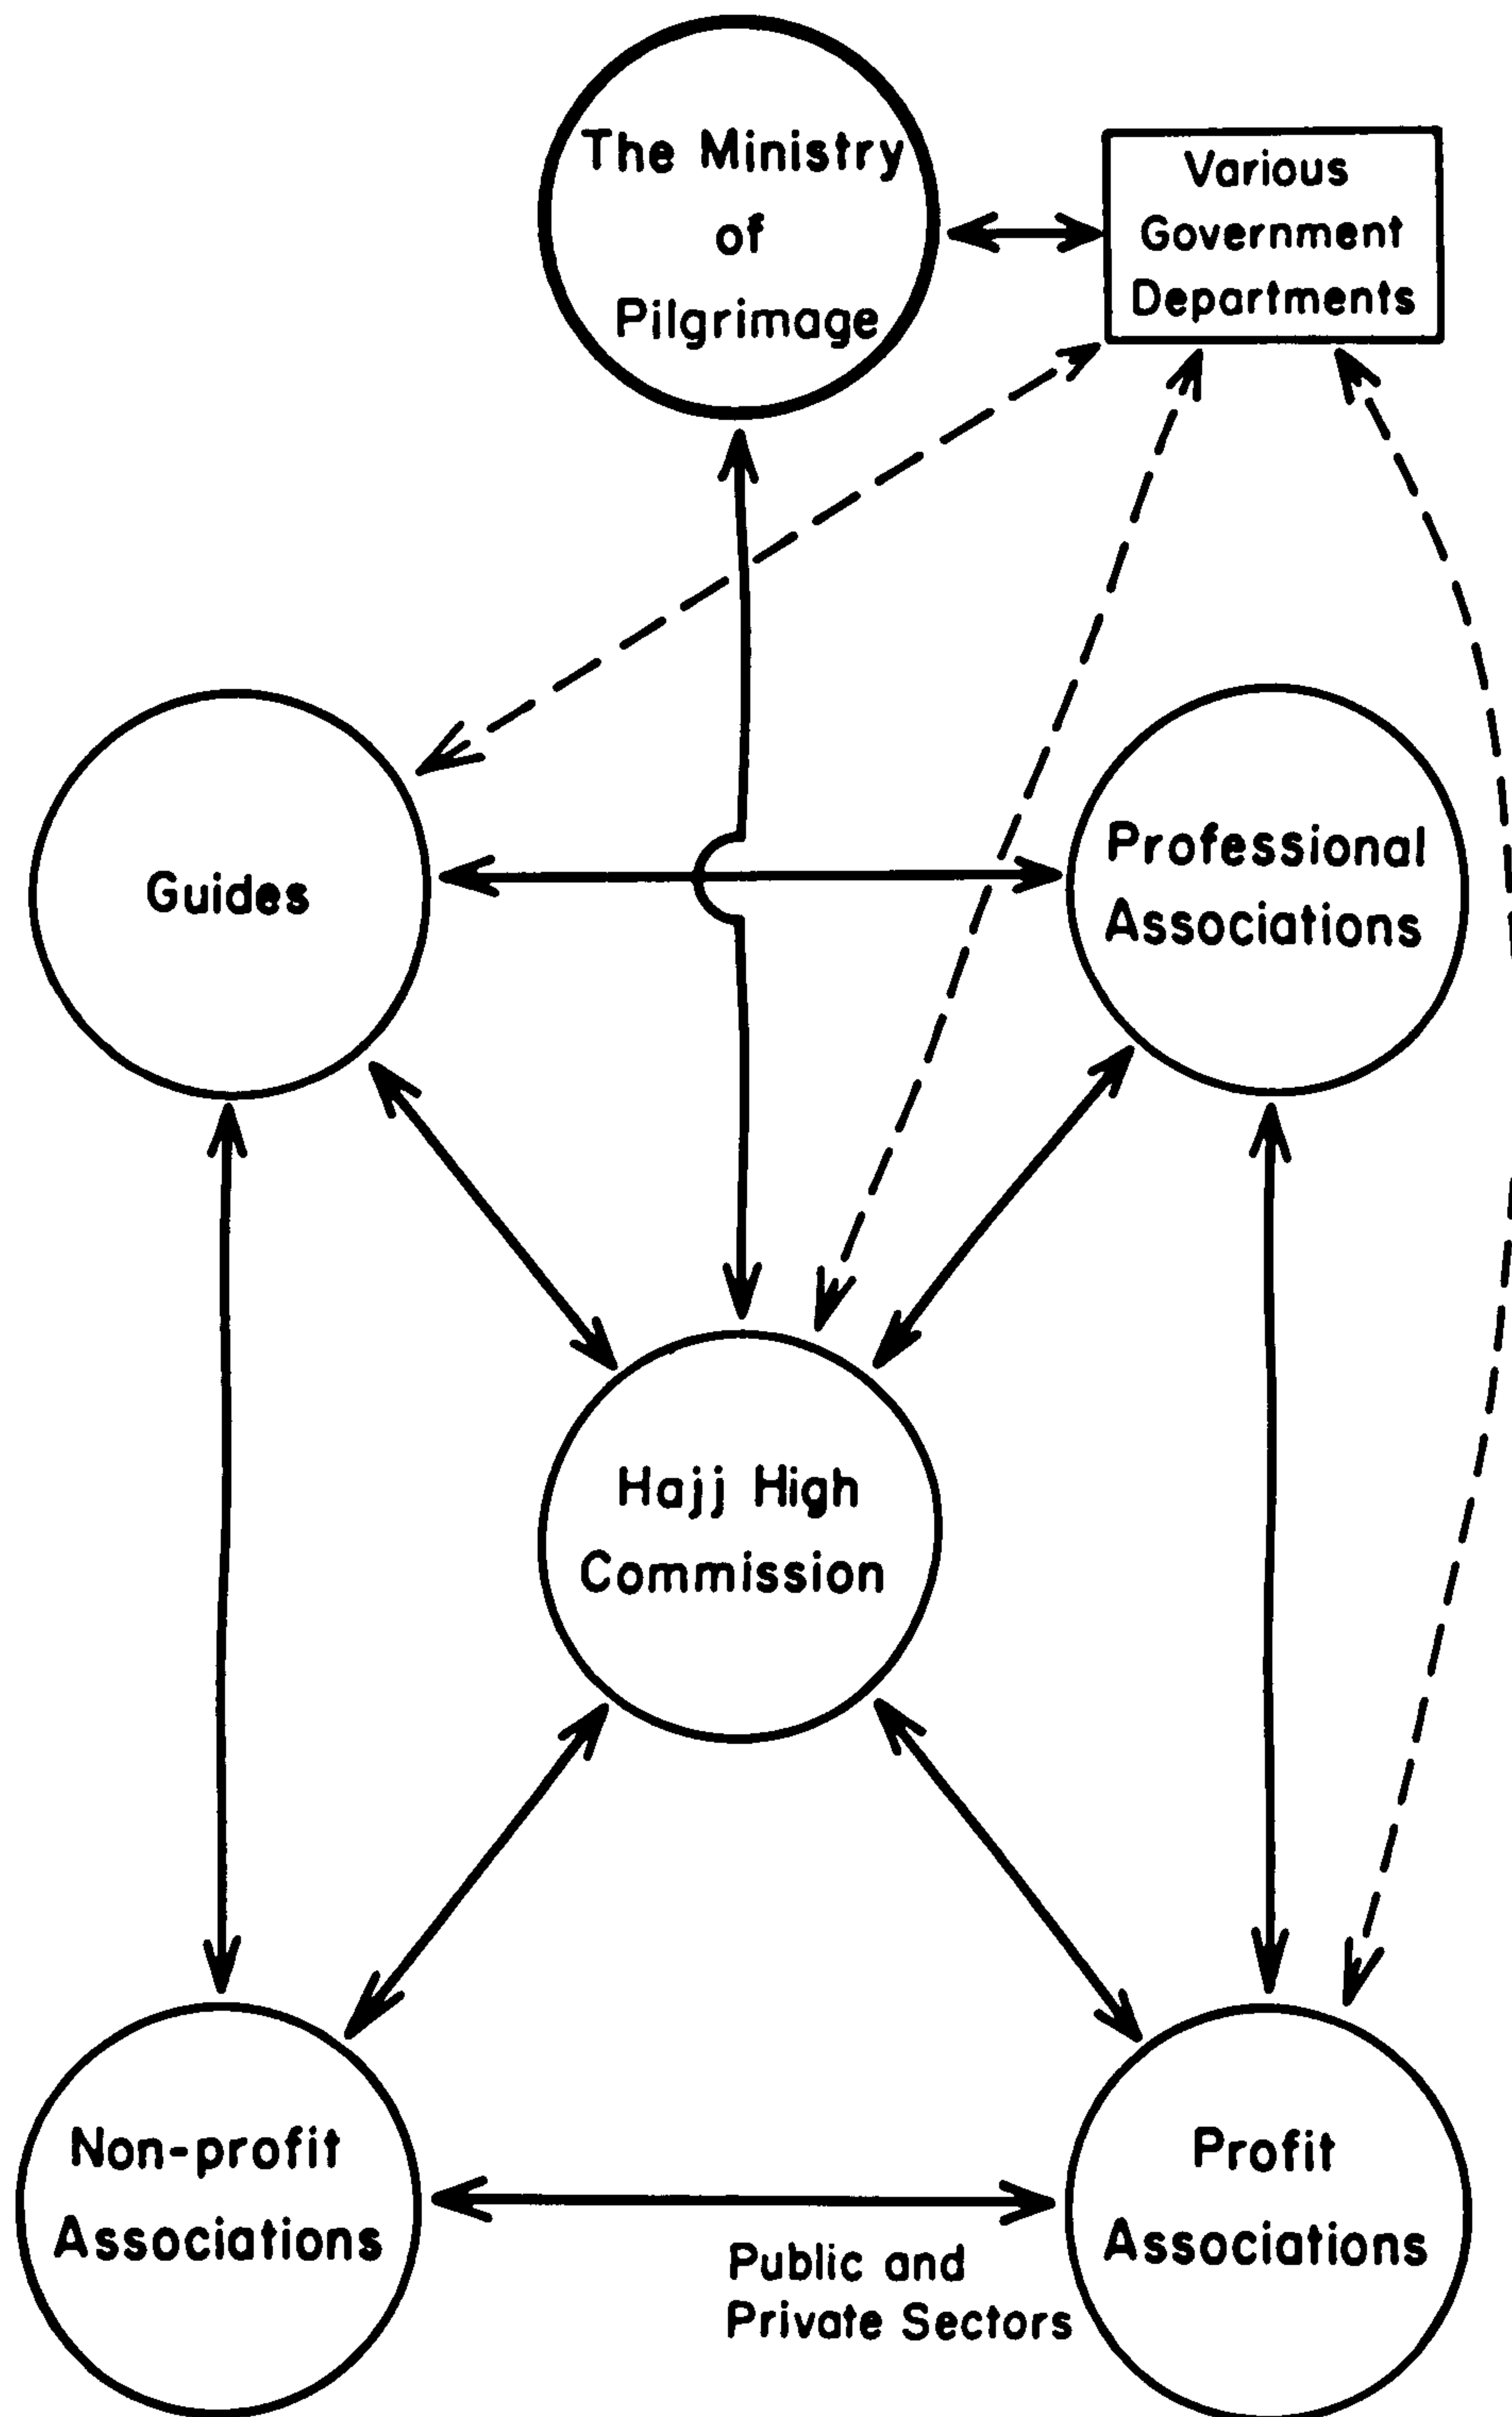 The Ministry
of
Pilgrimage
Various
Government
Departments
Guides
Professional
Associations
Hajj High
Commission
Non-profit
Associations
Profit
Associations
Public and
Private Sectors